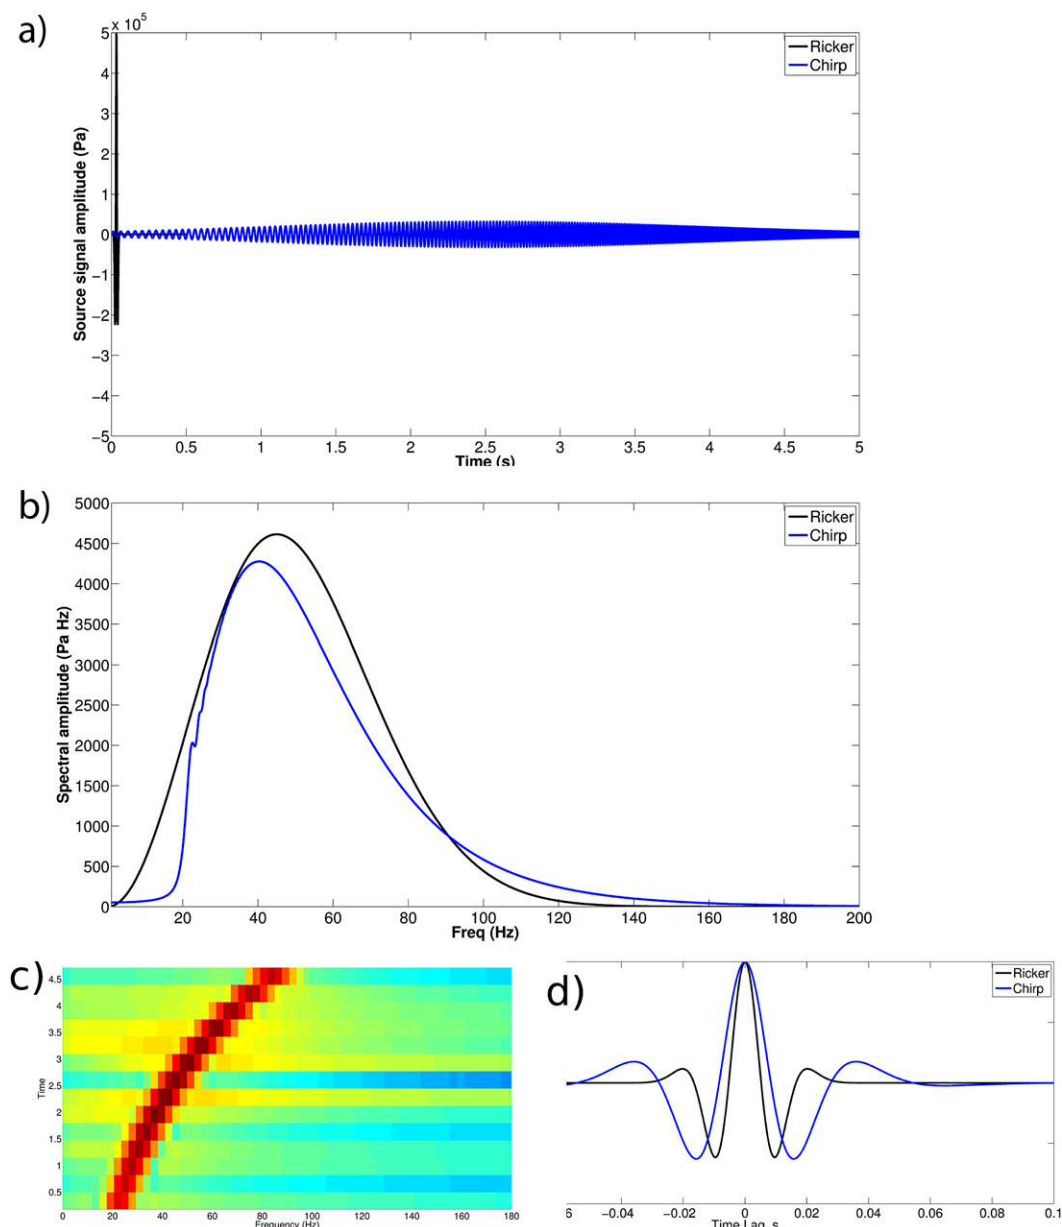 a)
5 × 10⁵
Ricker
Chirp
4
3
2
1
0
−1
−2
−3
−4
−5
Source signal amplitude (Pa)
0 0.5 1 1.5 2 2.5 3 3.5 4 4.5 5
Time (s)
b)
5000
Ricker
Chirp
4500
4000
3500
3000
2500
2000
1500
1000
500
0
Spectral amplitude (Pa Hz)
20 40 60 80 100 120 140 160 180 200
Freq (Hz)
c)
4.5
4
3.5
3
2.5
2
1.5
1
0.5
Time
0 20 40 60 80 100 120 140 160 180
Frequency (Hz)
d)
Ricker
Chirp
6 −0.04 −0.02 0 0.02 0.04 0.06 0.08 0.1
Time Lag, s